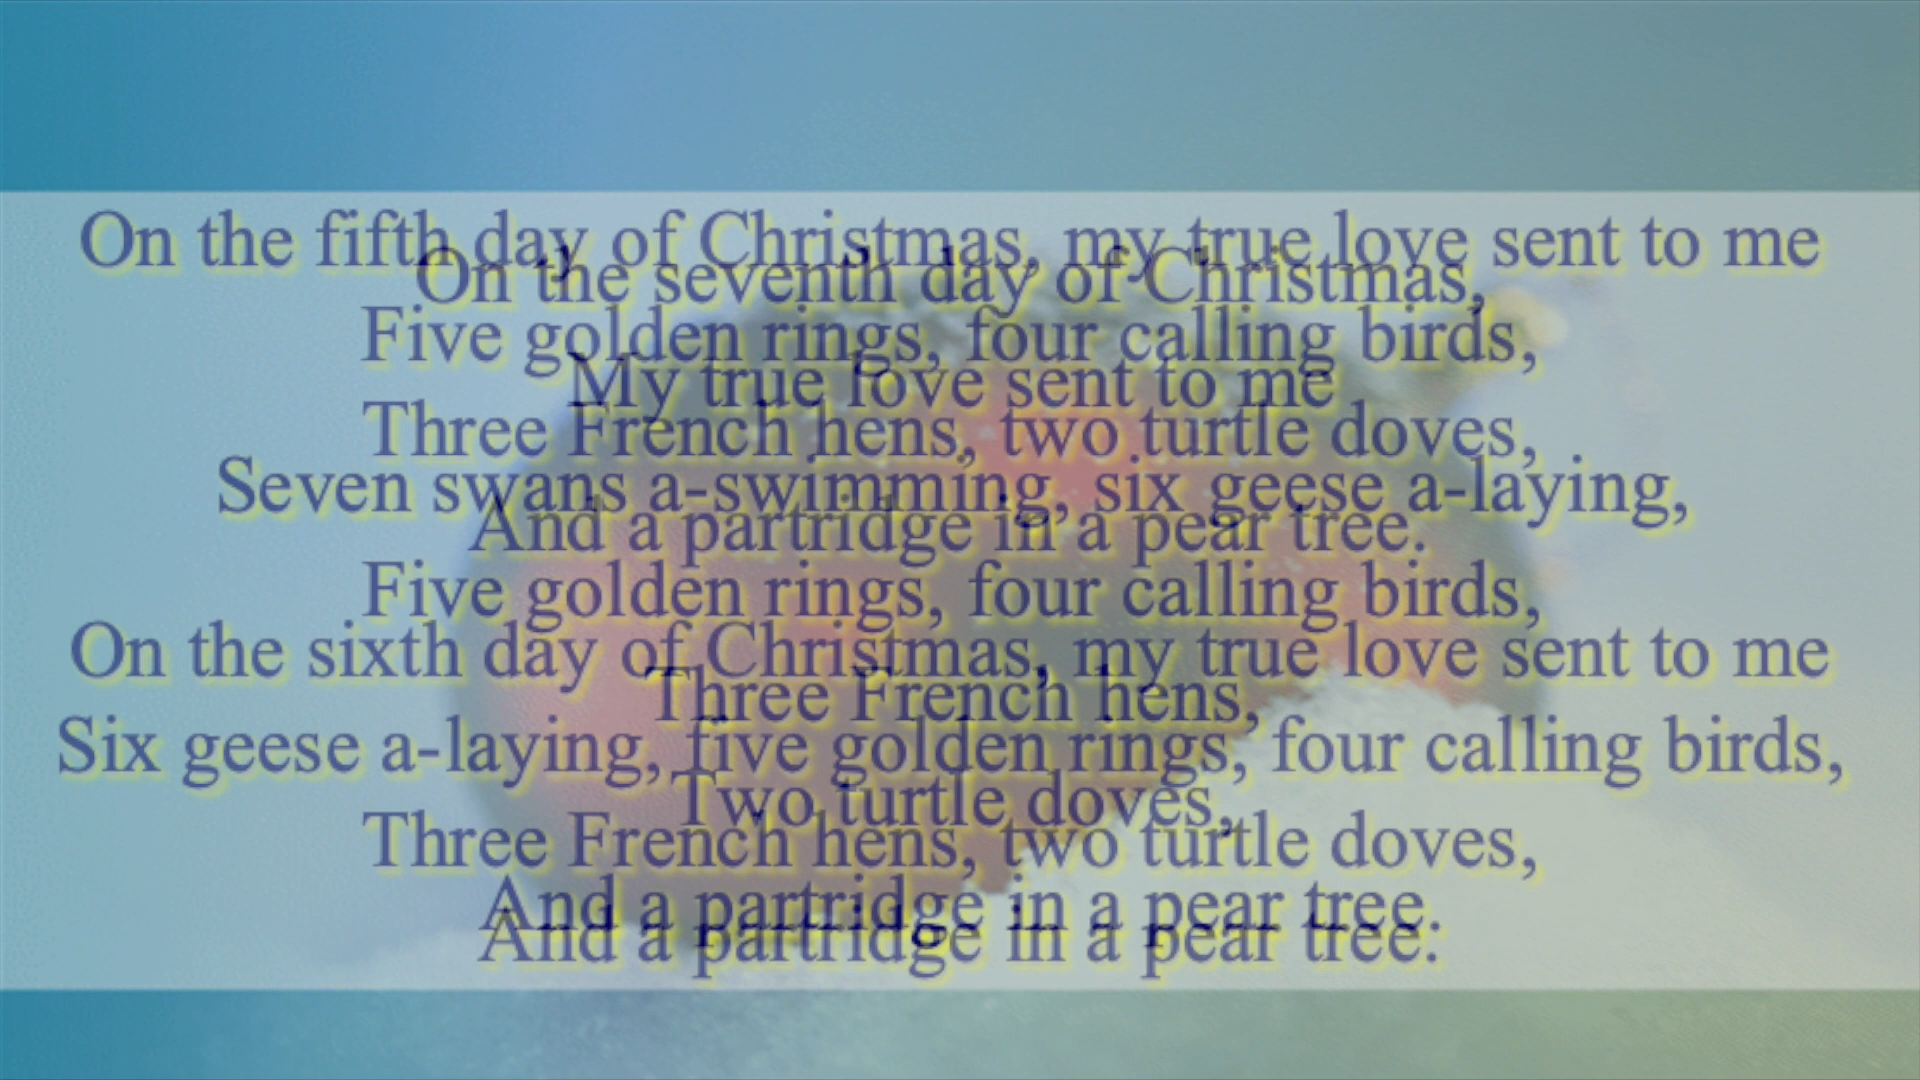 On the fifth day of Christmas, my true love sent to me
On the seventh day of Christmas,
Five golden rings, four calling birds,
My true love sent to me
Three French hens, two turtle doves,
Seven swans a-swimming, six geese a-laying,
And a partridge in a pear tree.
Five golden rings, four calling birds,
On the sixth day of Christmas, my true love sent to me
Three French hens,
Six geese a-laying, five golden rings, four calling birds,
Two turtle doves,
Three French hens, two turtle doves,
And a partridge in a pear tree.
And a partridge in a pear tree.